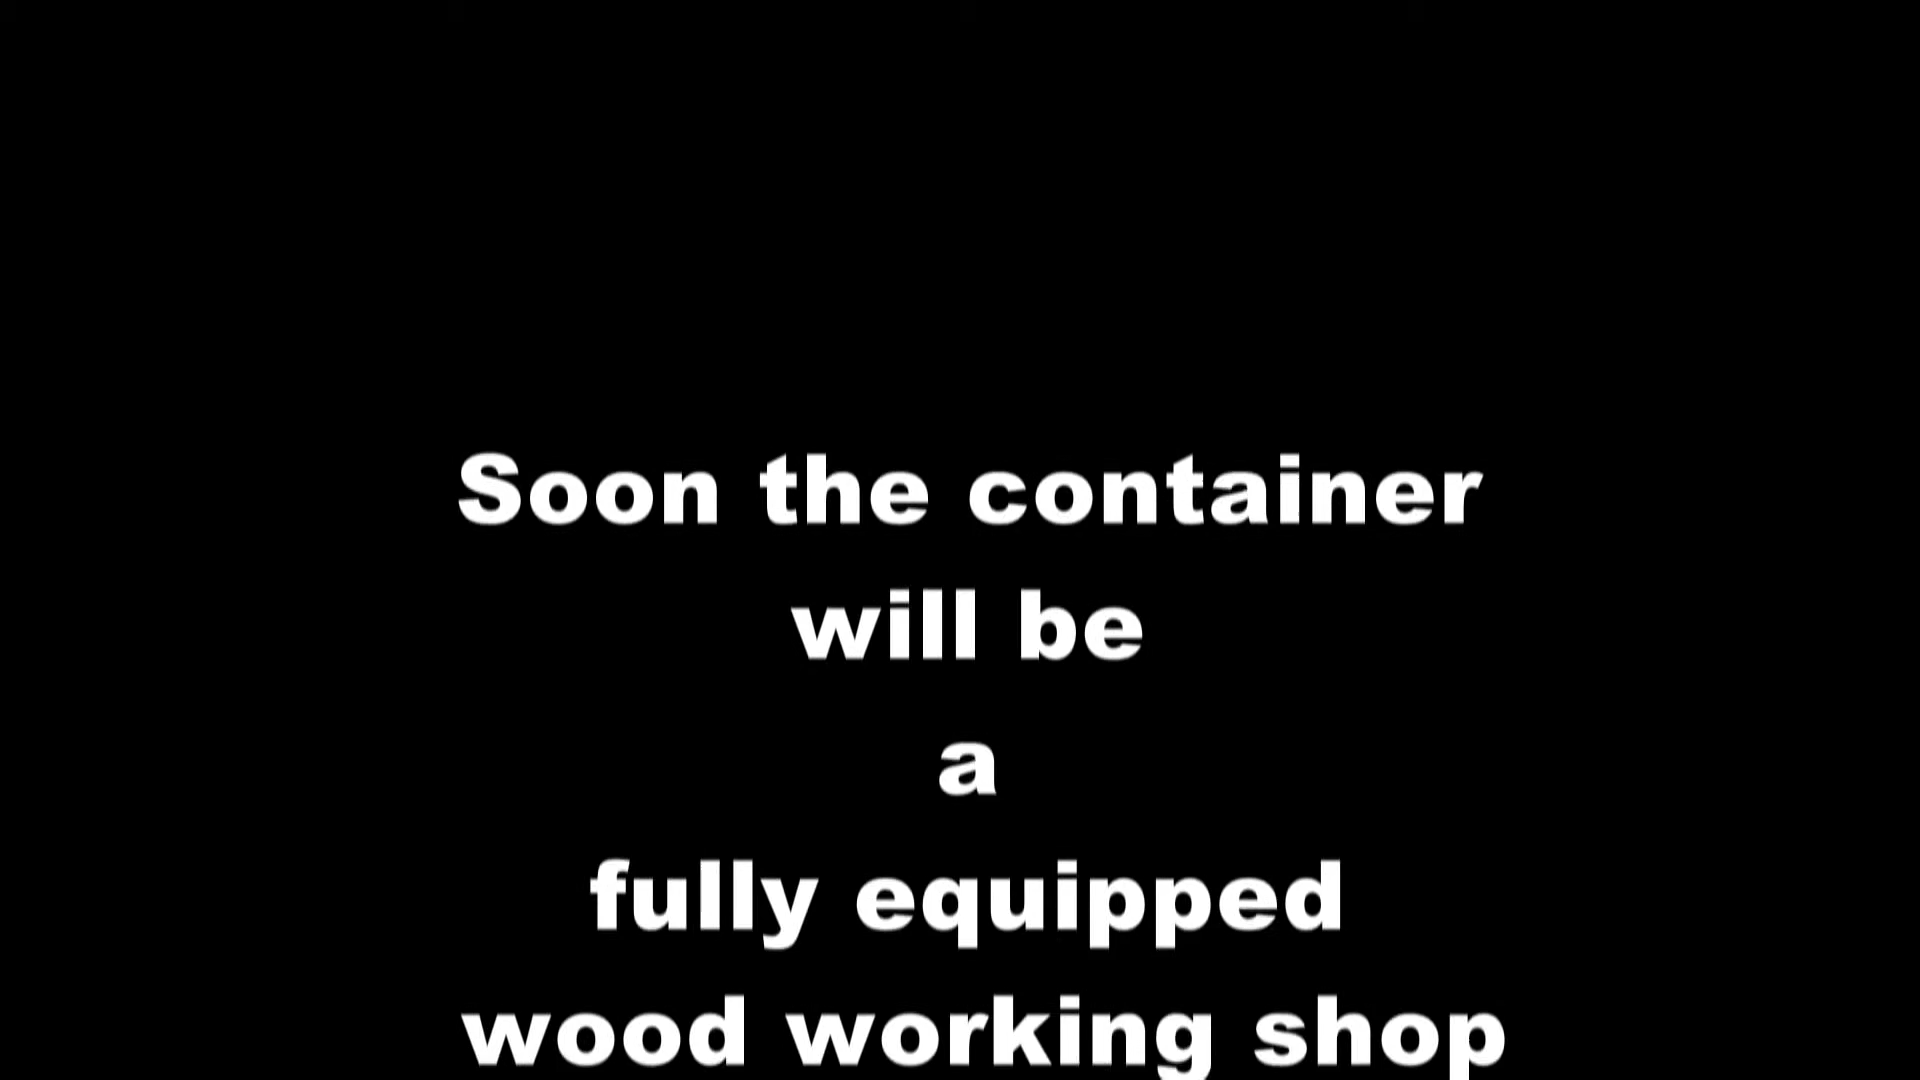 Soon the container
will be
a
fully equipped
wood working shop